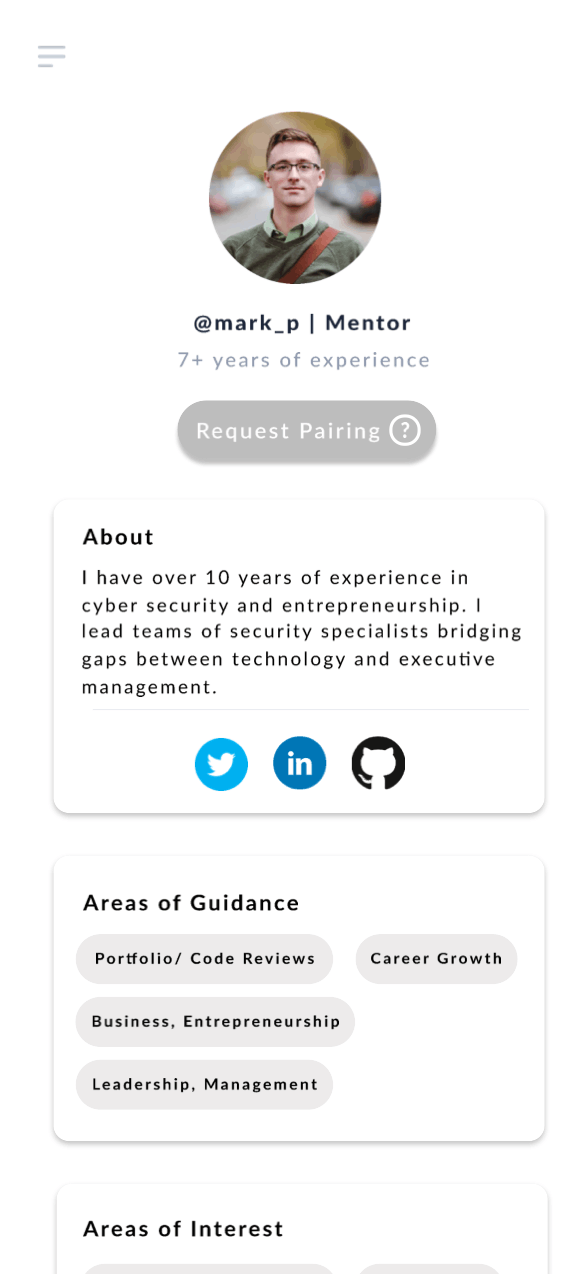 @mark_p | Mentor
7+ years of experience
Request Pairing ?
About
I have over 10 years of experience in
cyber security and entrepreneurship. I
lead teams of security specialists bridging
gaps between technology and executive
management.
in
Areas of Guidance
Portfolio/ Code Reviews
Career Growth
Business, Entrepreneurship
Leadership, Management
Areas of Interest